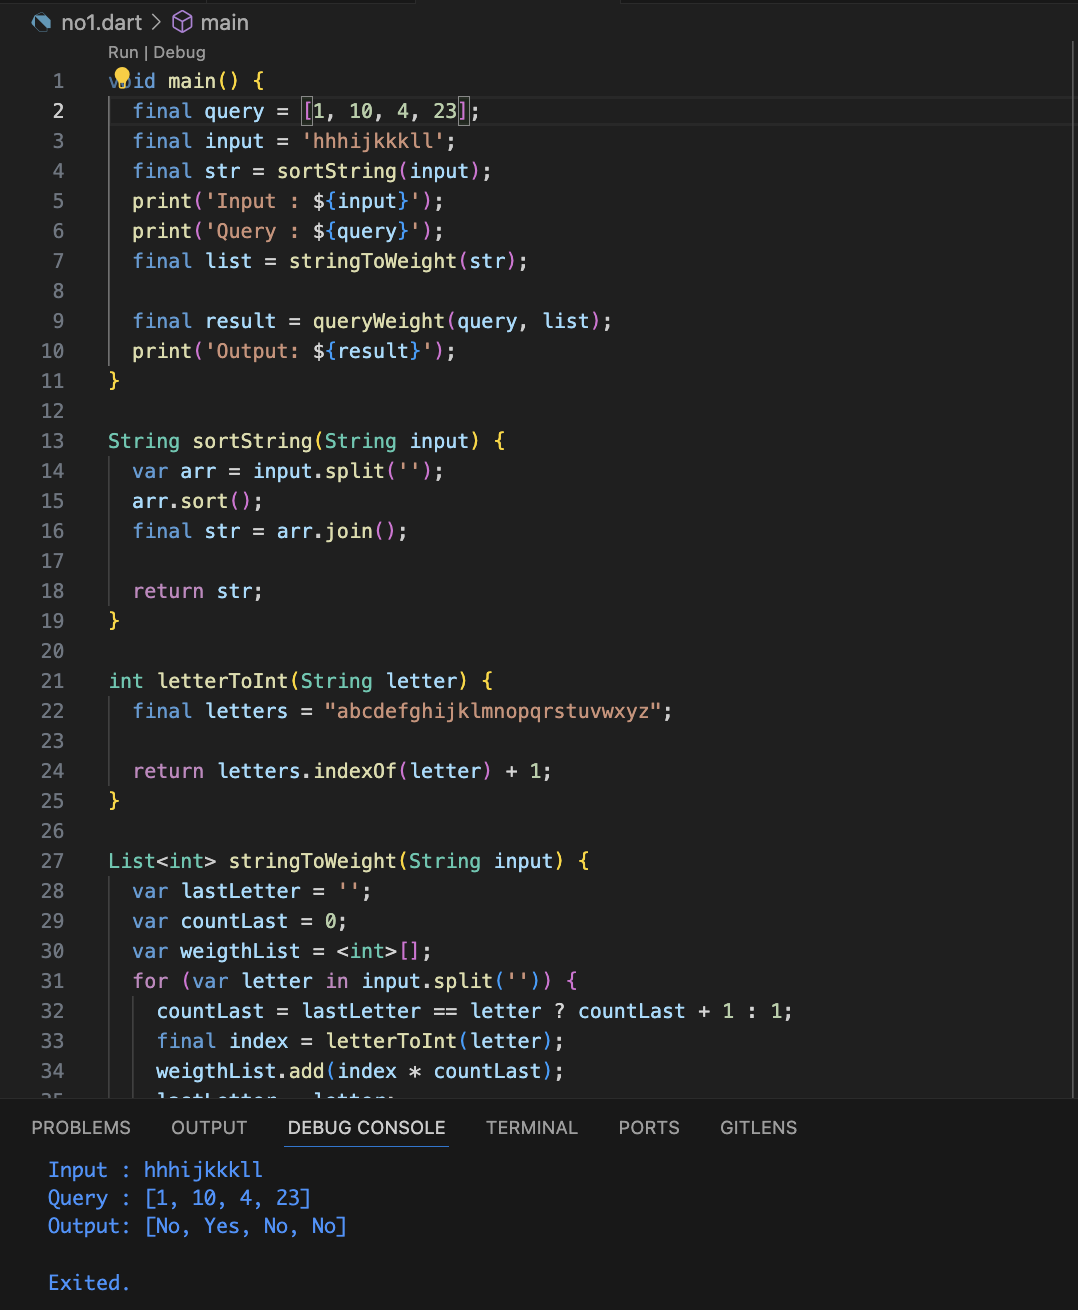 no1.dart > main
Run | Debug
1 void main() {
2 final query = [1, 10, 4, 23];
3 final input = 'hhhijkkkll';
4 final str = sortString(input);
5 print('Input : ${input}');
6 print('Query : ${query}');
7 final list = stringToWeight(str);
8
9 final result = queryWeight(query, list);
10 print('Output: ${result}');
11 }
12
13 String sortString(String input) {
14 var arr = input.split('');
15 arr.sort();
16 final str = arr.join();
17
18 return str;
19 }
20
21 int letterToInt(String letter) {
22 final letters = "abcdefghijklmnopqrstuvwxyz";
23
24 return letters.indexOf(letter) + 1;
25 }
26
27 List<int> stringToWeight(String input) {
28 var lastLetter = '';
29 var countLast = 0;
30 var weigthList = <int>[];
31 for (var letter in input.split('')) {
32 countLast = lastLetter == letter ? countLast + 1 : 1;
33 final index = letterToInt(letter);
34 weigthList.add(index * countLast);
35 lastLetter = letter;
PROBLEMS OUTPUT DEBUG CONSOLE TERMINAL PORTS GITLENS
Input : hhhijkkkll
Query : [1, 10, 4, 23]
Output: [No, Yes, No, No]
Exited.